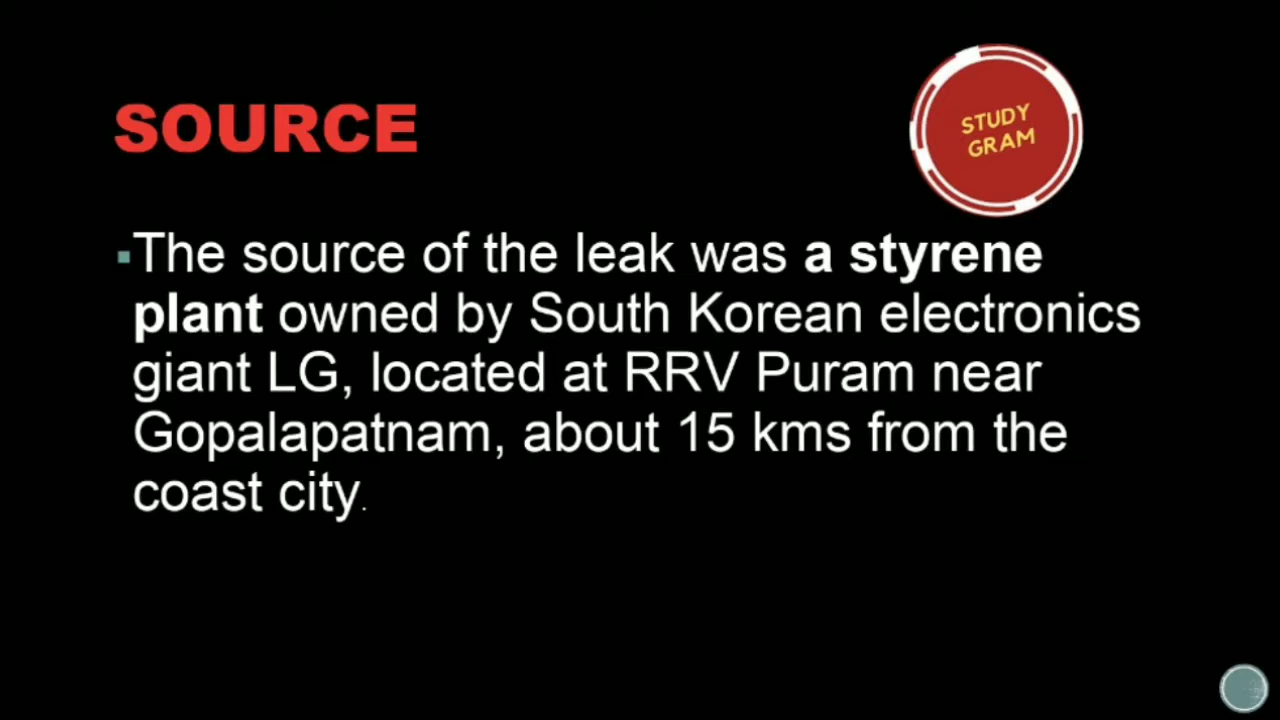 SOURCE
STUDY
GRAM
▪The source of the leak was a styrene
plant owned by South Korean electronics
giant LG, located at RRV Puram near
Gopalapatnam, about 15 kms from the
coast city.